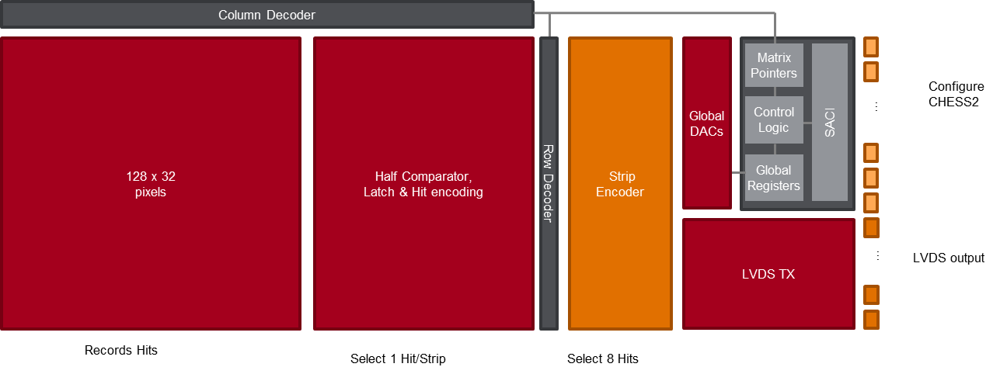 Column Decoder
128 x 32
pixels
Half Comparator,
Latch & Hit encoding
Row Decoder
Strip
Encoder
Global
DACs
Matrix
Pointers
Control
Logic
Global
Registers
SACI
LVDS TX
...
Configure
CHESS2
...
LVDS output
Records Hits
Select 1 Hit/Strip
Select 8 Hits